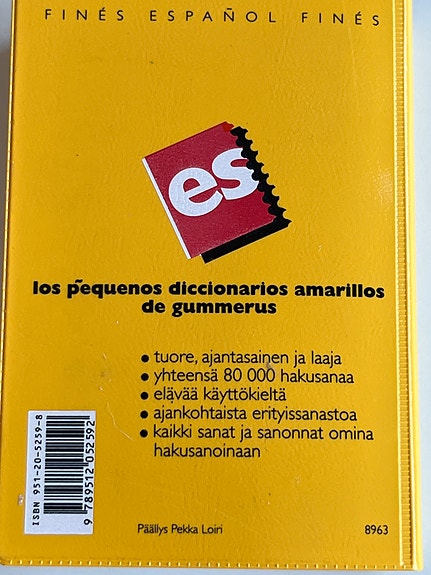 FINÉS ESPAÑOL FINÉS
es
los pequenos diccionarios amarillos
de gummerus
• tuore, ajantasainen ja laaja
• yhteensä 80 000 hakusanaa
• elävää käyttökieltä
• ajankohtaista erityissanastoa
• kaikki sanat ja sanonnat omina
hakusanoinaan
ISBN 951-20-5259-8
9 789512 052592
Päällys Pekka Loiri
8963